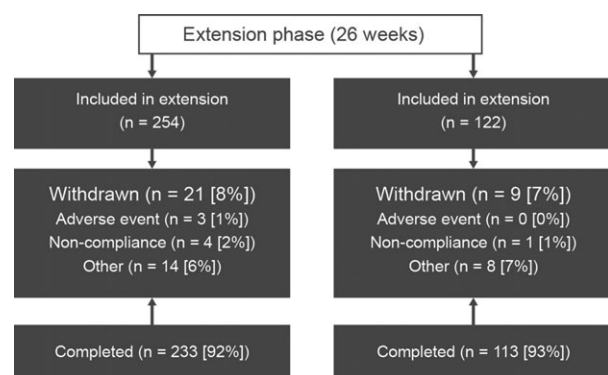 Extension phase (26 weeks)
Included in extension
(n = 254)
Withdrawn (n = 21 [8%])
Adverse event (n = 3 [1%])
Non-compliance (n = 4 [2%])
Other (n = 14 [6%])
Completed (n = 233 [92%])
Included in extension
(n = 122)
Withdrawn (n = 9 [7%])
Adverse event (n = 0 [0%])
Non-compliance (n = 1 [1%])
Other (n = 8 [7%])
Completed (n = 113 [93%])